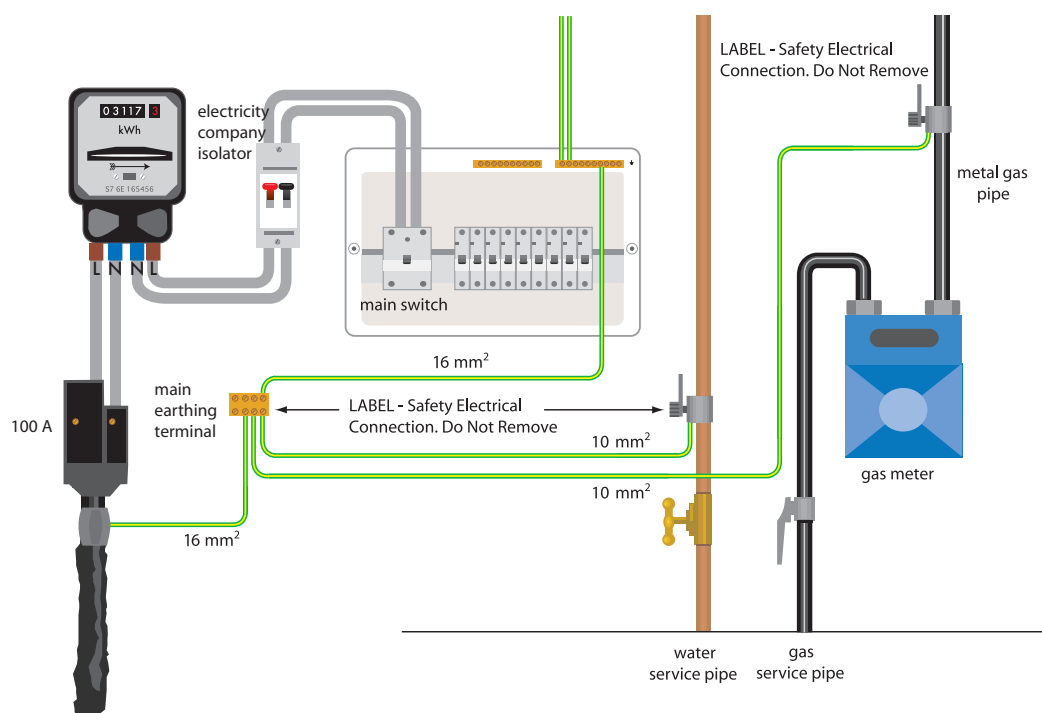 LABEL - Safety Electrical
Connection. Do Not Remove
03117 3
kWh
S7 6E 165456
electricity
company
isolator
metal gas
pipe
L N N L
main switch
16 mm²
main
earthing
terminal
LABEL - Safety Electrical
Connection. Do Not Remove
100 A
10 mm²
gas meter
10 mm²
16 mm²
water
service pipe
gas
service pipe